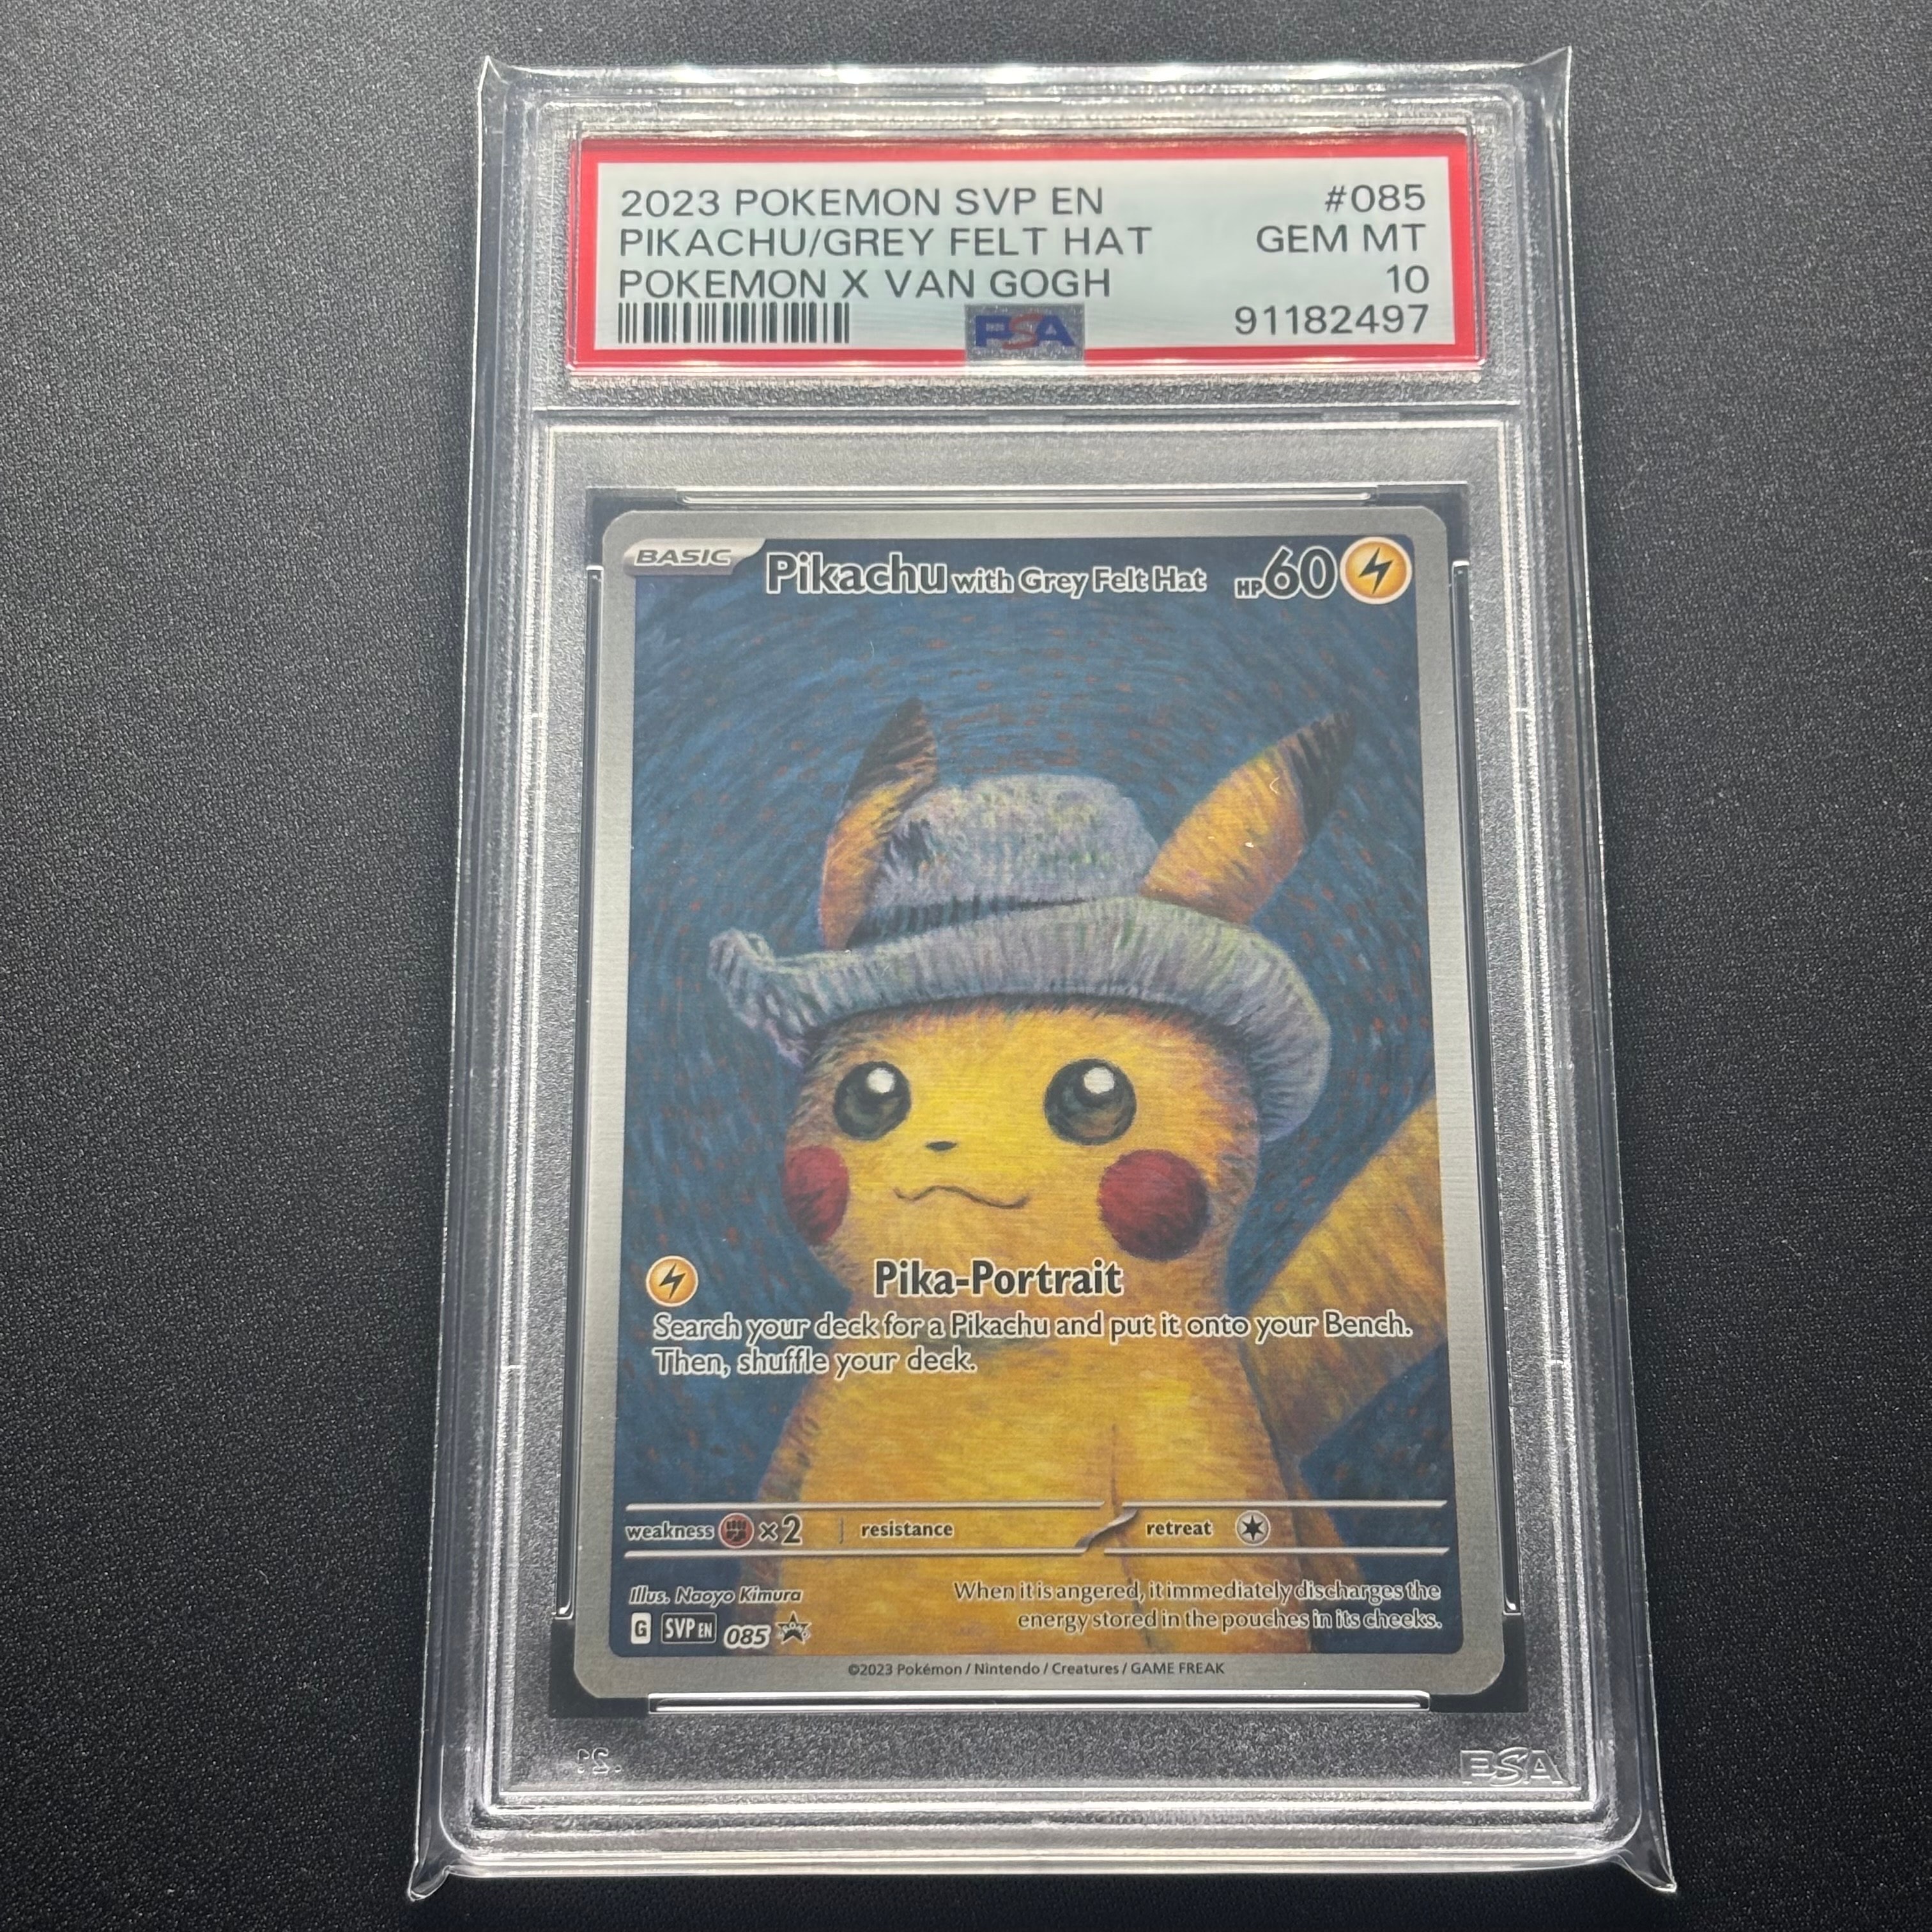 2023 POKEMON SVP EN #085
PIKACHU/GREY FELT HAT GEM MT
POKEMON X VAN GOGH 10
PSA 91182497
BASIC Pikachu with Grey Felt Hat HP 60
Pika-Portrait
Search your deck for a Pikachu and put it onto your Bench.
Then, shuffle your deck.
weakness ×2 resistance retreat
Illus. Naoyo Kimura
When it is angered, it immediately discharges the
energy stored in the pouches in its cheeks.
G SVP EN 085
©2023 Pokémon / Nintendo / Creatures / GAME FREAK
PSA